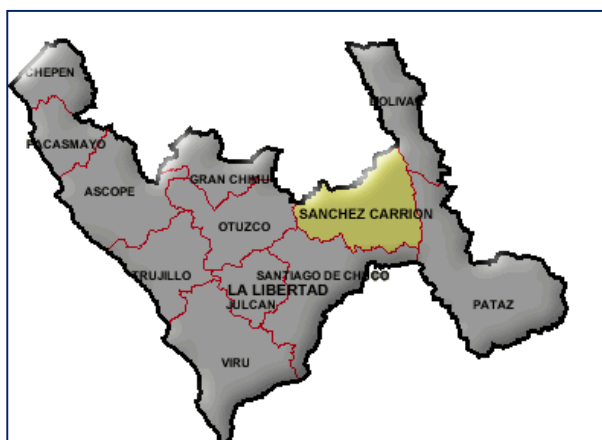 CHEPEN
BOLIVAR
PACASMAYO
GRAN CHIMU
ASCOPE
SANCHEZ CARRION
OTUZCO
TRUJILLO
SANTIAGO DE CHUCO
LA LIBERTAD
JULCAN
PATAZ
VIRU